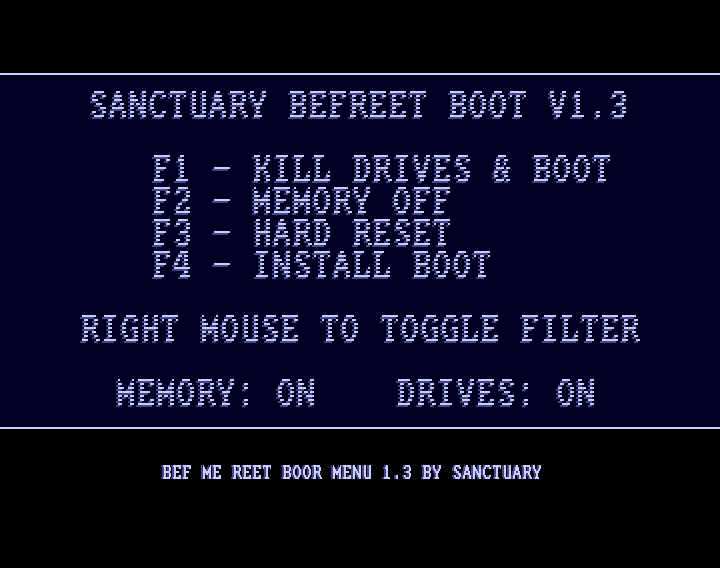 SANCTUARY BEFREET BOOT V1.3
F1 - KILL DRIVES & BOOT
F2 - MEMORY OFF
F3 - HARD RESET
F4 - INSTALL BOOT
RIGHT MOUSE TO TOGGLE FILTER
MEMORY: ON    DRIVES: ON
BEF ME REET BOOR MENU 1.3 BY SANCTUARY